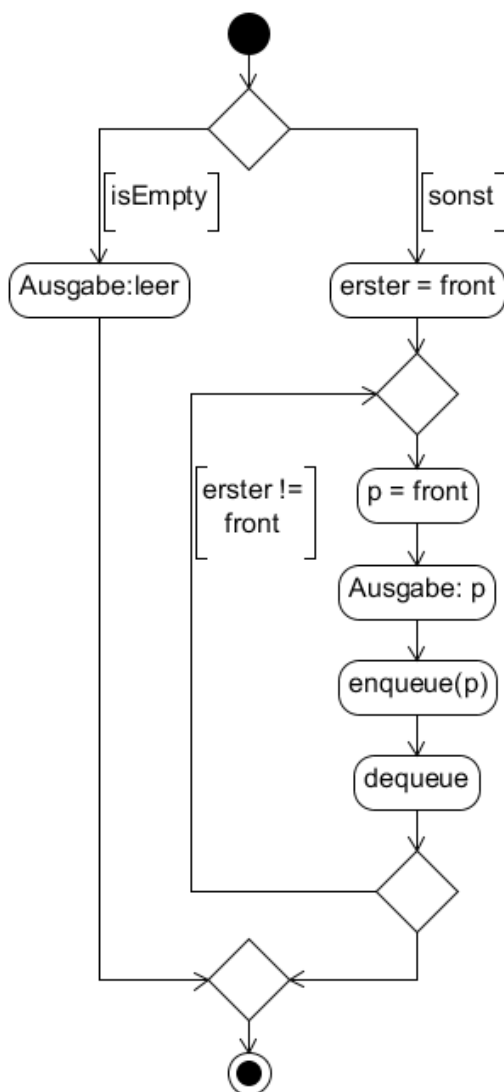 [isEmpty]
[sonst]
Ausgabe:leer
erster = front
[erster !=
front]
p = front
Ausgabe: p
enqueue(p)
dequeue